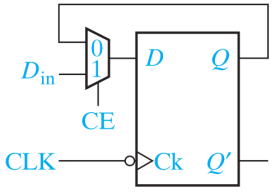 0
D_in 1 D Q
CE
CLK Ck Q′